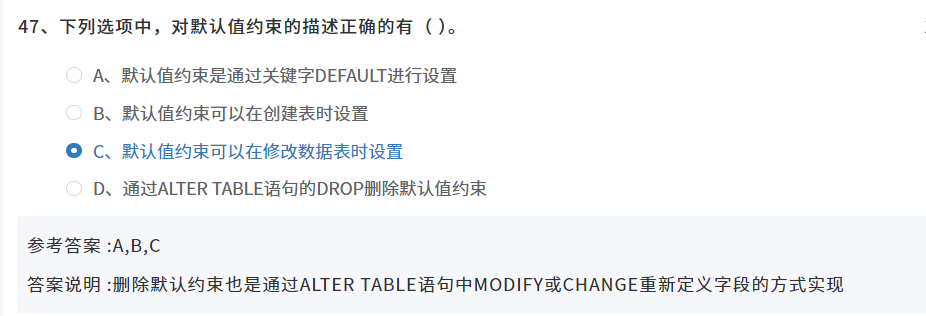 47、下列选项中，对默认值约束的描述正确的有（ ）。
A、默认值约束是通过关键字DEFAULT进行设置
B、默认值约束可以在创建表时设置
C、默认值约束可以在修改数据表时设置
D、通过ALTER TABLE语句的DROP删除默认值约束
参考答案 :A,B,C
答案说明 :删除默认约束也是通过ALTER TABLE语句中MODIFY或CHANGE重新定义字段的方式实现